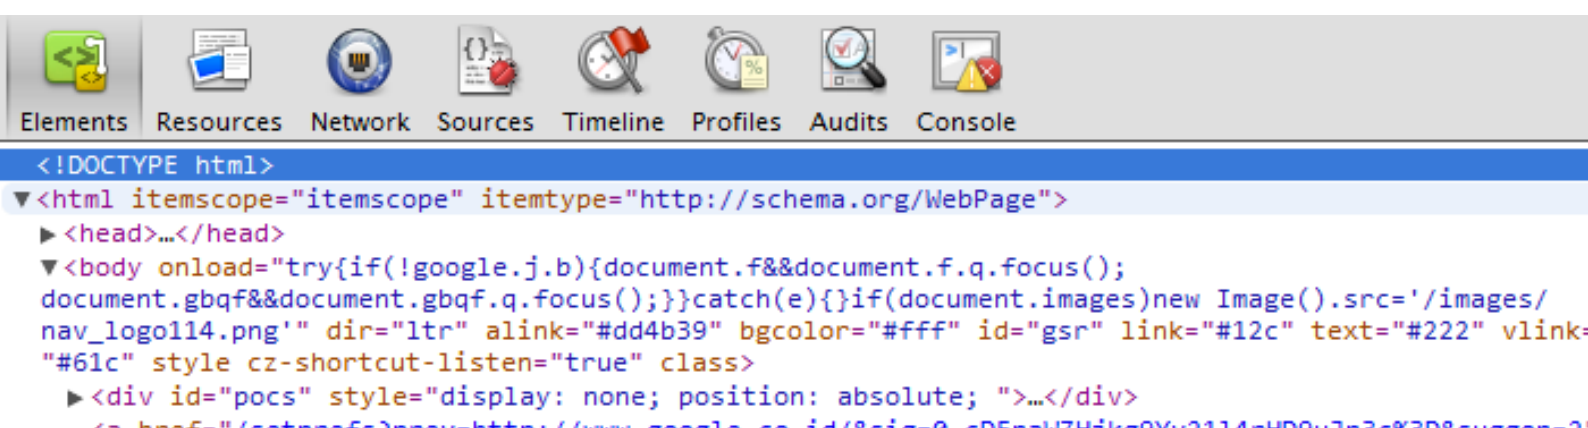 Elements Resources Network Sources Timeline Profiles Audits Console
<!DOCTYPE html>
▼<html itemscope="itemscope" itemtype="http://schema.org/WebPage">
▶<head>…</head>
▼<body onload="try{if(!google.j.b){document.f&&document.f.q.focus();
document.gbqf&&document.gbqf.q.focus();}}catch(e){}if(document.images)new Image().src='/images/
nav_logo114.png'" dir="ltr" alink="#dd4b39" bgcolor="#fff" id="gsr" link="#12c" text="#222" vlink=
"#61c" style cz-shortcut-listen="true" class>
▶<div id="pocs" style="display: none; position: absolute; ">…</div>